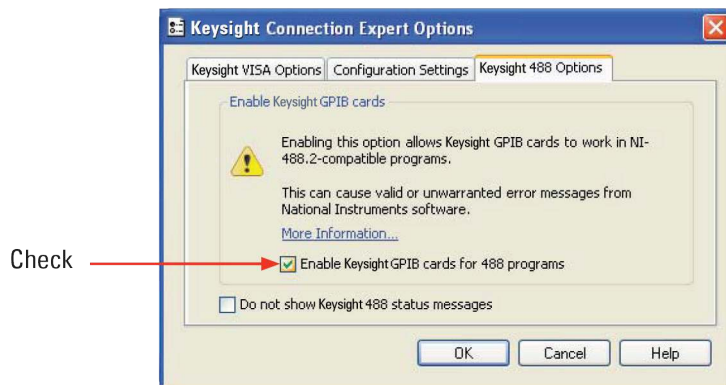 Keysight Connection Expert Options
Keysight VISA Options
Configuration Settings
Keysight 488 Options
Enable Keysight GPIB cards
Enabling this option allows Keysight GPIB cards to work in NI-
488.2-compatible programs.
This can cause valid or unwarranted error messages from
National Instruments software.
More Information...
Check
Enable Keysight GPIB cards for 488 programs
Do not show Keysight 488 status messages
OK
Cancel
Help